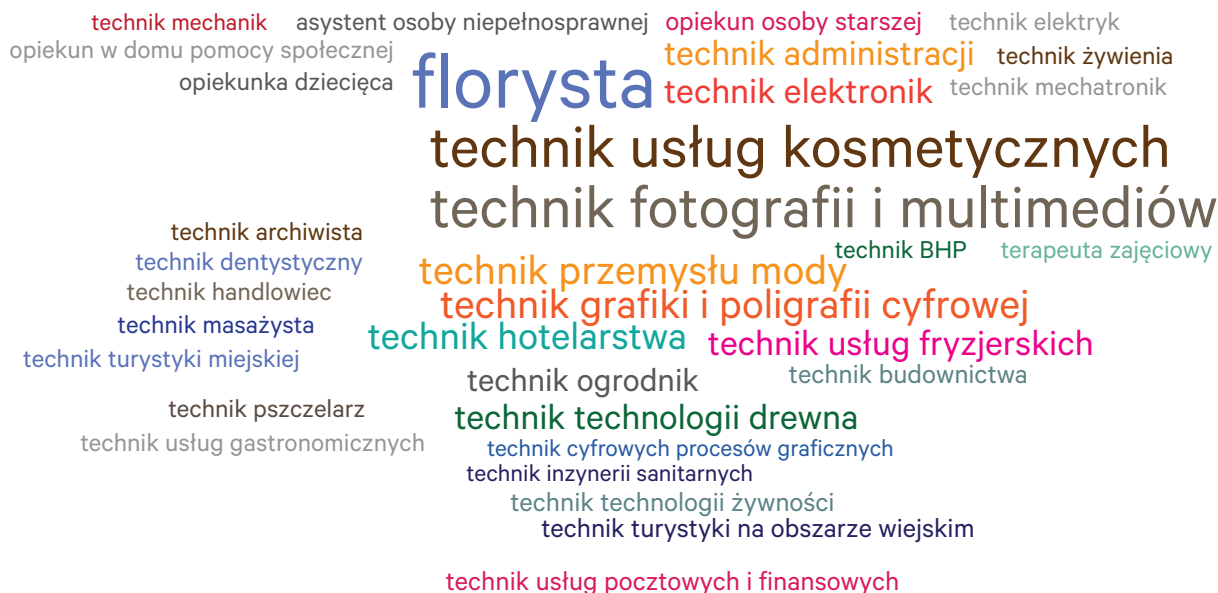 technik mechanik
asystent osoby niepełnosprawnej
opiekun osoby starszej
technik elektryk
opiekun w domu pomocy społecznej
technik administracji
technik żywienia
opiekunka dziecięca
florysta
technik elektronik
technik mechatronik
technik usług kosmetycznych
technik fotografii i multimediów
technik archiwista
technik BHP
terapeuta zajęciowy
technik dentystyczny
technik przemysłu mody
technik handlowiec
technik grafiki i poligrafii cyfrowej
technik masażysta
technik hotelarstwa
technik usług fryzjerskich
technik turystyki miejskiej
technik ogrodnik
technik budownictwa
technik pszczelarz
technik technologii drewna
technik usług gastronomicznych
technik cyfrowych procesów graficznych
technik inzynerii sanitarnych
technik technologii żywności
technik turystyki na obszarze wiejskim
technik usług pocztowych i finansowych